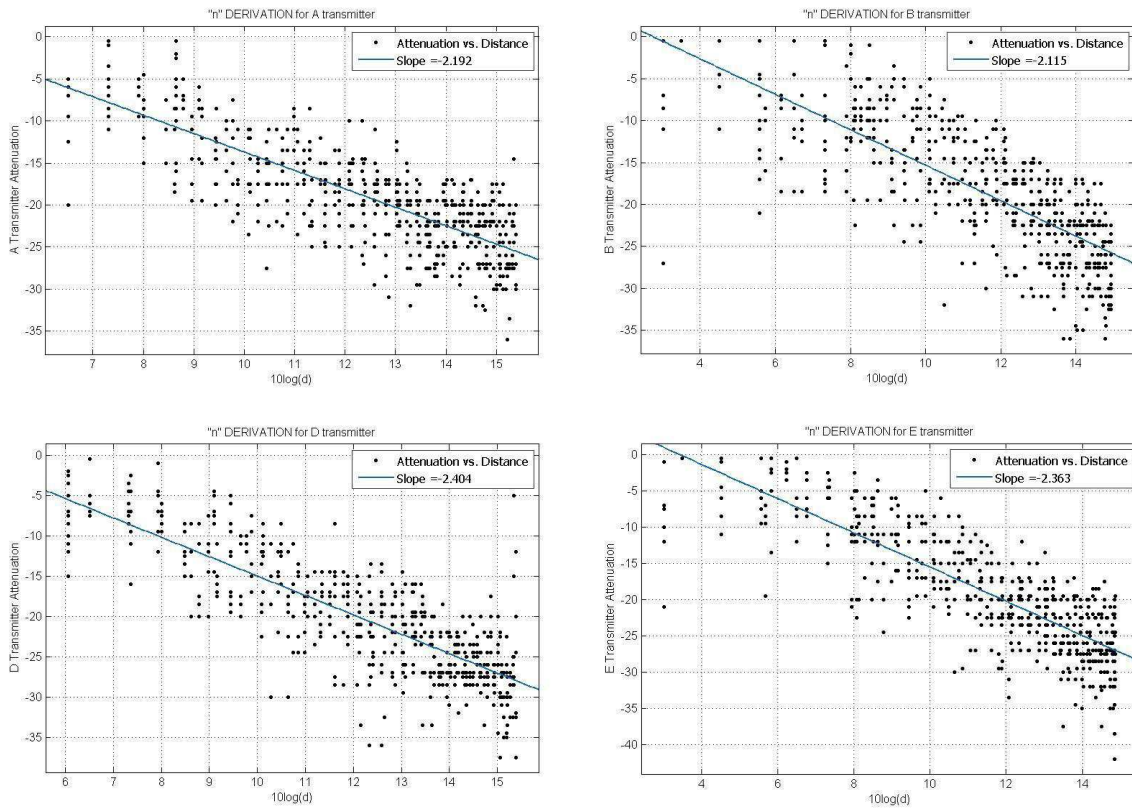 "n" DERIVATION for A transmitter
0
-5
-10
-15
-20
-25
-30
-35
A Transmitter Attenuation
Attenuation vs. Distance
Slope =-2.192
7 8 9 10 11 12 13 14 15
10log(d)
"n" DERIVATION for B transmitter
0
-5
-10
-15
-20
-25
-30
-35
B Transmitter Attenuation
Attenuation vs. Distance
Slope =-2.115
4 6 8 10 12 14
10log(d)
"n" DERIVATION for D transmitter
0
-5
-10
-15
-20
-25
-30
-35
D Transmitter Attenuation
Attenuation vs. Distance
Slope =-2.404
6 7 8 9 10 11 12 13 14 15
10log(d)
"n" DERIVATION for E transmitter
0
-5
-10
-15
-20
-25
-30
-35
-40
E Transmitter Attenuation
Attenuation vs. Distance
Slope =-2.363
4 6 8 10 12 14
10log(d)